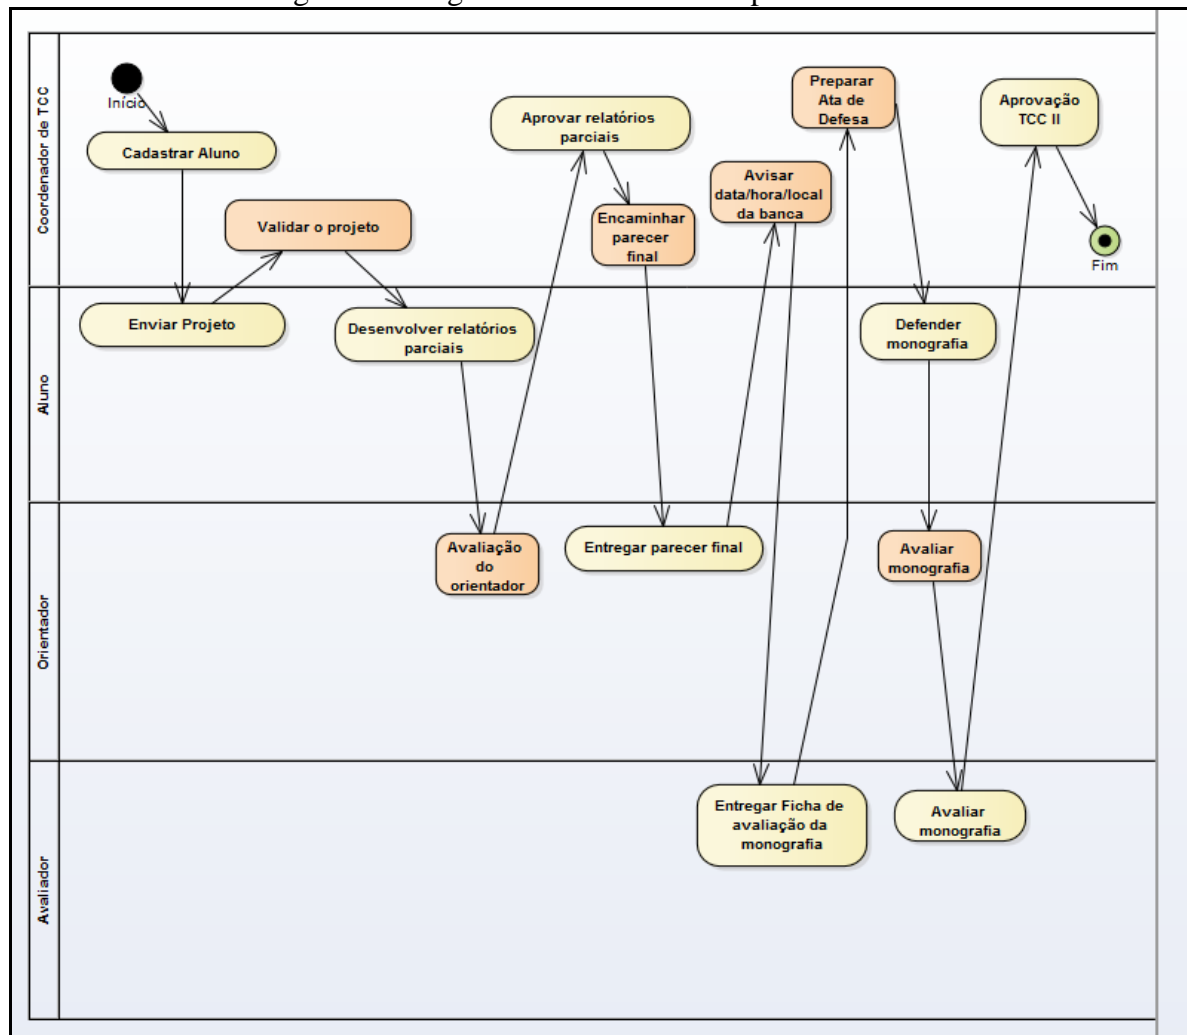 Coordenador de TCC
Início
Cadastrar Aluno
Validar o projeto
Aprovar relatórios
parciais
Encaminhar
parecer
final
Avisar
data/hora/local
da banca
Preparar
Ata de
Defesa
Aprovação
TCC II
Fim
Aluno
Enviar Projeto
Desenvolver relatórios
parciais
Defender
monografia
Orientador
Avaliação
do
orientador
Entregar parecer final
Avaliar
monografia
Avaliador
Entregar Ficha de
avaliação da
monografia
Avaliar
monografia